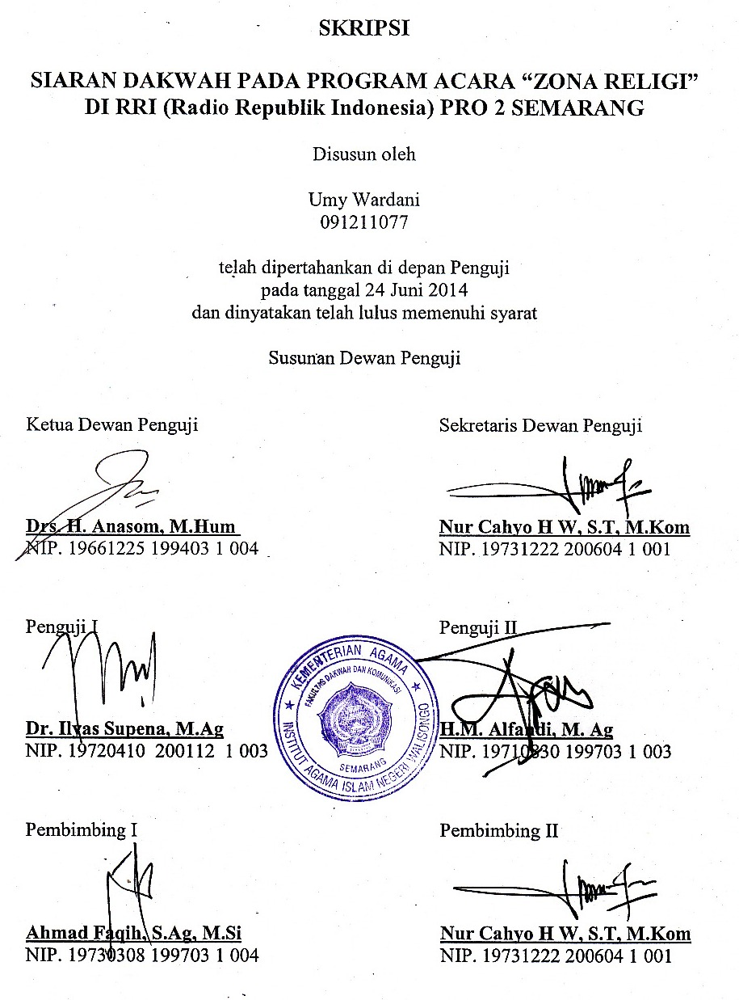 SKRIPSI
SIARAN DAKWAH PADA PROGRAM ACARA “ZONA RELIGI”
DI RRI (Radio Republik Indonesia) PRO 2 SEMARANG
Disusun oleh
Umy Wardani
091211077
telah dipertahankan di depan Penguji
pada tanggal 24 Juni 2014
dan dinyatakan telah lulus memenuhi syarat
Susunan Dewan Penguji
Ketua Dewan Penguji
Drs. H. Anasom, M.Hum
NIP. 19661225 199403 1 004
Sekretaris Dewan Penguji
Nur Cahyo H W, S.T, M.Kom
NIP. 19731222 200604 1 001
Penguji I
Dr. Ilyas Supena, M.Ag
NIP. 19720410 200112 1 003
Penguji II
H.M. Alfandi, M. Ag
NIP. 19710830 199703 1 003
KEMENTERIAN AGAMA
FAKULTAS DAKWAH DAN KOMUNIKASI
SEMARANG
INSTITUT AGAMA ISLAM NEGERI WALISONGO
Pembimbing I
Ahmad Faqih, S.Ag, M.Si
NIP. 19730308 199703 1 004
Pembimbing II
Nur Cahyo H W, S.T, M.Kom
NIP. 19731222 200604 1 001